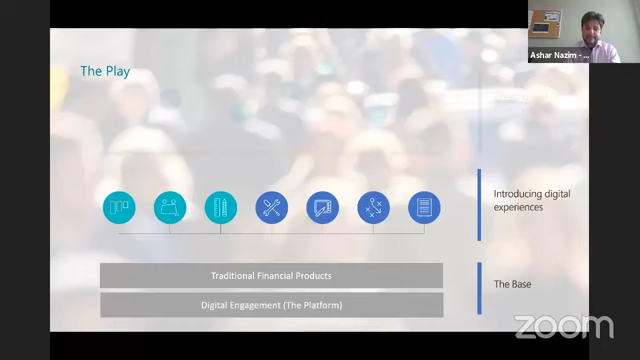 Ashar Nazim - ...
The Play
Introducing digital
experiences
Traditional Financial Products
The Base
Digital Engagement (The Platform)
zoom